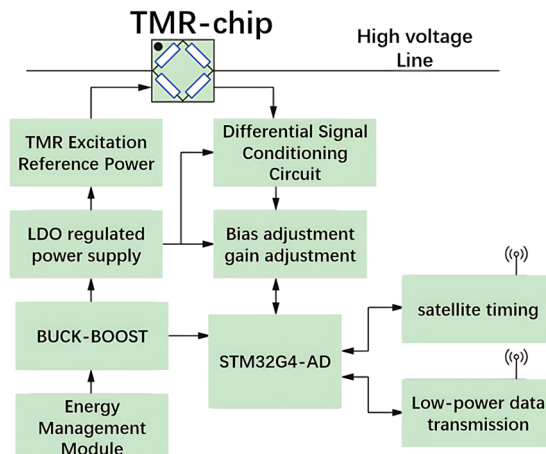 TMR-chip
High voltage
Line
TMR Excitation
Reference Power
Differential Signal
Conditioning
Circuit
LDO regulated
power supply
Bias adjustment
gain adjustment
BUCK-BOOST
STM32G4-AD
satellite timing
Energy
Management
Module
Low-power data
transmission